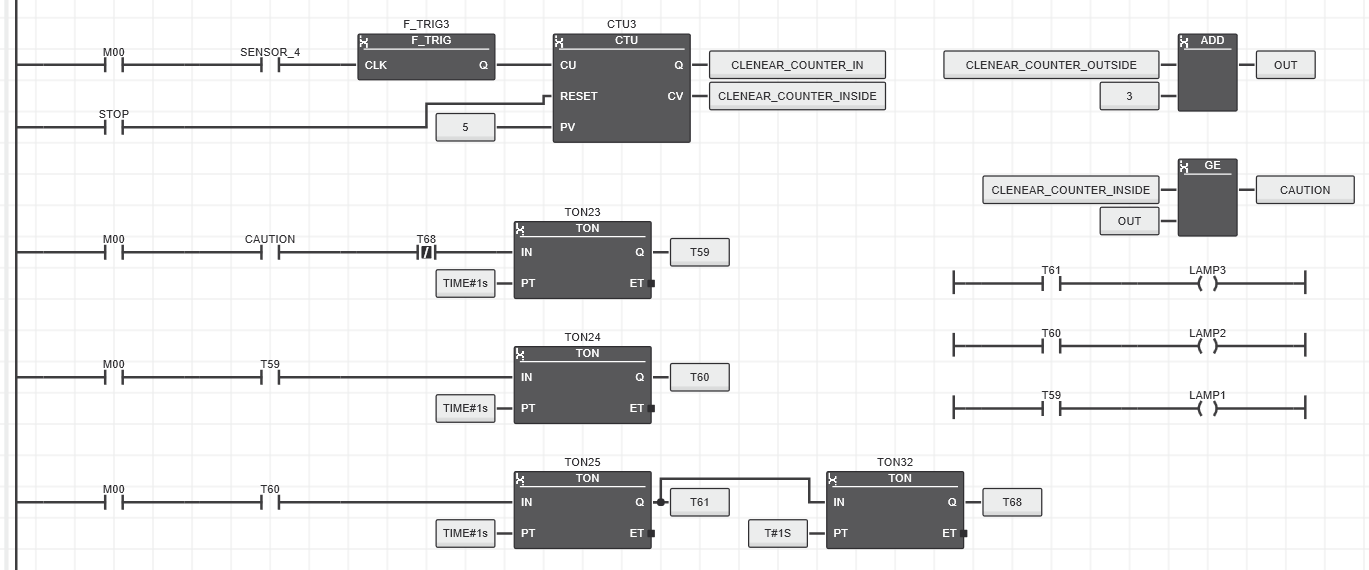 F_TRIG3
CTU3
M00
SENSOR_4
F_TRIG
CLK
Q
CTU
CU
Q
RESET
CV
PV
CLENEAR_COUNTER_IN
CLENEAR_COUNTER_INSIDE
STOP
5
CLENEAR_COUNTER_OUTSIDE
3
ADD
OUT
CLENEAR_COUNTER_INSIDE
OUT
GE
CAUTION
TON23
M00
CAUTION
T68
TON
IN
Q
T59
TIME#1s
PT
ET
T61
LAMP3
TON24
M00
T59
TON
IN
Q
T60
TIME#1s
PT
ET
T60
LAMP2
T59
LAMP1
TON25
M00
T60
TON
IN
Q
T61
TIME#1s
PT
ET
TON32
TON
IN
Q
T68
T#1S
PT
ET